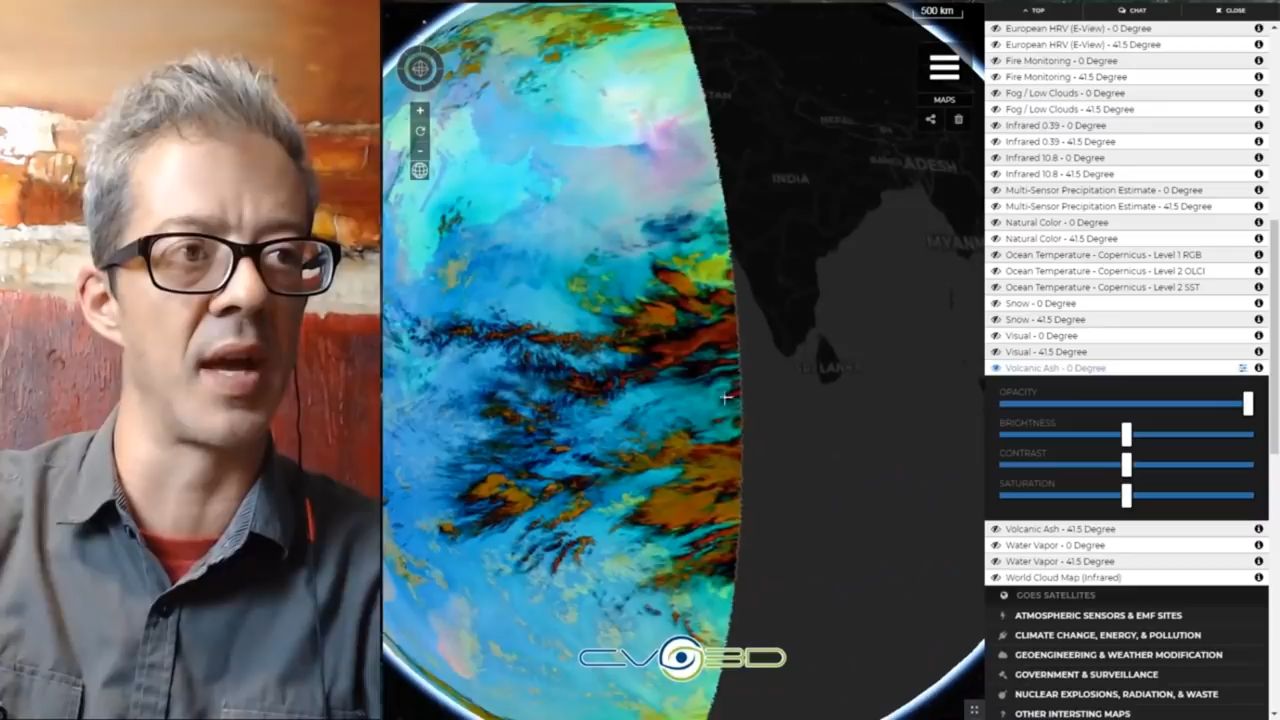 500 km
MAPS
INDIA
ADESH
MYANM
SRI LANKA
CV3D
TOP
CHAT
CLOSE
European HRV (E-View) - 0 Degree
European HRV (E-View) - 41.5 Degree
Fire Monitoring - 0 Degree
Fire Monitoring - 41.5 Degree
Fog / Low Clouds - 0 Degree
Fog / Low Clouds - 41.5 Degree
Infrared 0.39 - 0 Degree
Infrared 0.39 - 41.5 Degree
Infrared 10.8 - 0 Degree
Infrared 10.8 - 41.5 Degree
Multi-Sensor Precipitation Estimate - 0 Degree
Multi-Sensor Precipitation Estimate - 41.5 Degree
Natural Color - 0 Degree
Natural Color - 41.5 Degree
Ocean Temperature - Copernicus - Level 1 RGB
Ocean Temperature - Copernicus - Level 2 OLCI
Ocean Temperature - Copernicus - Level 2 SST
Snow - 0 Degree
Snow - 41.5 Degree
Visual - 0 Degree
Visual - 41.5 Degree
Volcanic Ash - 0 Degree
OPACITY
BRIGHTNESS
CONTRAST
SATURATION
Volcanic Ash - 41.5 Degree
Water Vapor - 0 Degree
Water Vapor - 41.5 Degree
World Cloud Map (Infrared)
GOES SATELLITES
ATMOSPHERIC SENSORS & EMF SITES
CLIMATE CHANGE, ENERGY, & POLLUTION
GEOENGINEERING & WEATHER MODIFICATION
GOVERNMENT & SURVEILLANCE
NUCLEAR EXPLOSIONS, RADIATION, & WASTE
OTHER INTERSTING MAPS